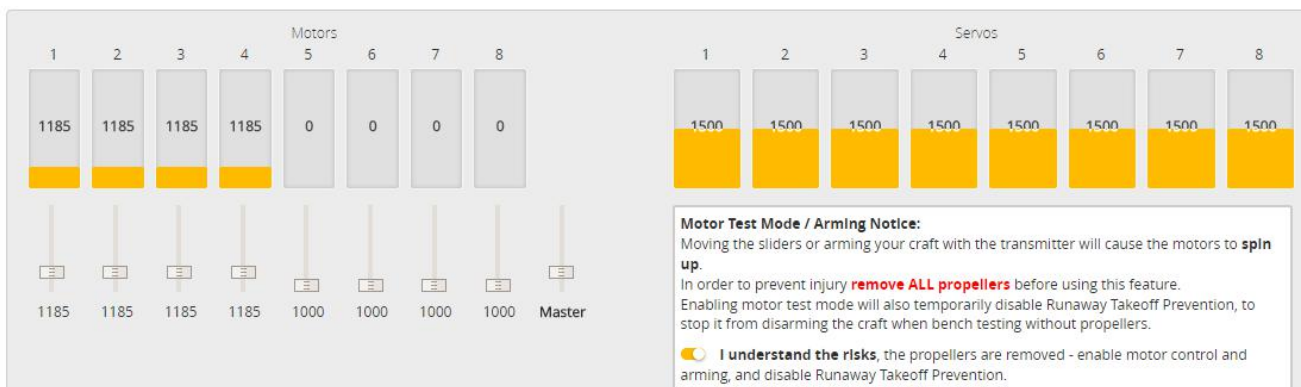 Motors
1 2 3 4 5 6 7 8
1185 1185 1185 1185 0 0 0 0
1185 1185 1185 1185 1000 1000 1000 1000 Master
Servos
1 2 3 4 5 6 7 8
1500 1500 1500 1500 1500 1500 1500 1500
Motor Test Mode / Arming Notice:
Moving the sliders or arming your craft with the transmitter will cause the motors to spin
up.
In order to prevent injury remove ALL propellers before using this feature.
Enabling motor test mode will also temporarily disable Runaway Takeoff Prevention, to
stop it from disarming the craft when bench testing without propellers.
I understand the risks, the propellers are removed - enable motor control and
arming, and disable Runaway Takeoff Prevention.